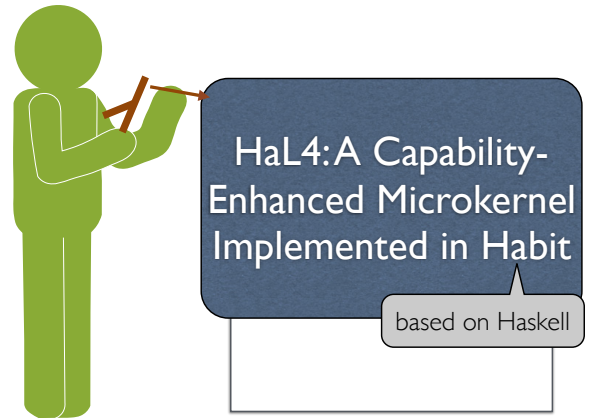 HaL4: A Capability-
Enhanced Microkernel
Implemented in Habit
based on Haskell